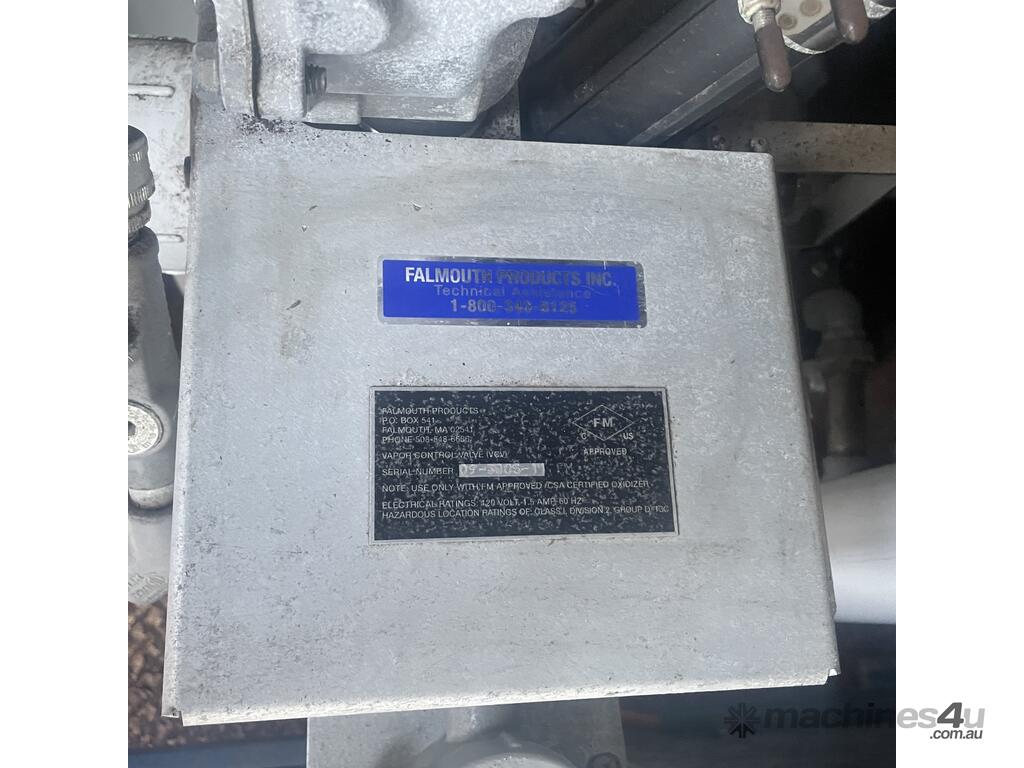 FALMOUTH PRODUCTS INC.
Technical Assistance
FALMOUTH PRODUCTS
P.O. BOX 541
FALMOUTH, MA 02541
VAPOR CONTROL VALVE (VCV)
SERIAL NUMBER
NOTE: USE ONLY WITH FM APPROVED /CSA CERTIFIED OXIDIZER
ELECTRICAL RATINGS: 120 VOLT, 1.5 AMP, 60 HZ
HAZARDOUS LOCATION RATINGS OF: CLASS I, DIVISION 2, GROUP D, T3C
FM
C US
APPROVED
machines4u
.com.au